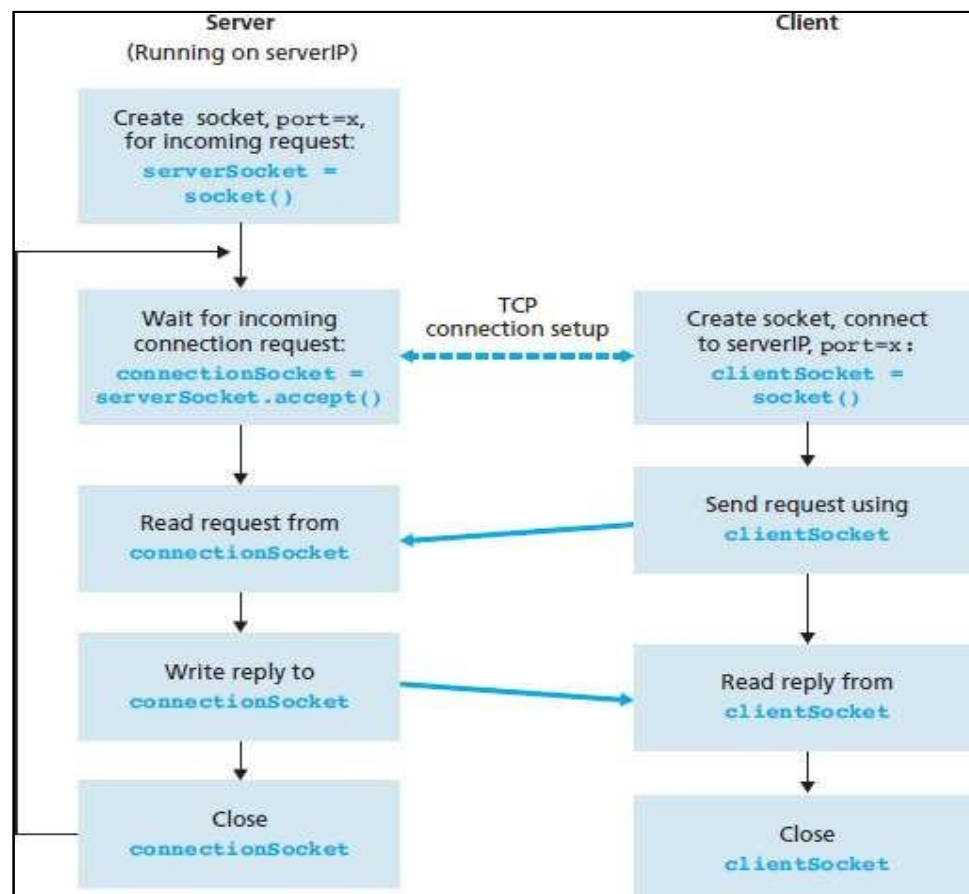 Server
(Running on serverIP)
Create socket, port=x,
for incoming request:
serverSocket =
socket()
Wait for incoming
connection request:
connectionSocket =
serverSocket.accept()
Read request from
connectionSocket
Write reply to
connectionSocket
Close
connectionSocket
TCP
connection setup
Client
Create socket, connect
to serverIP, port=x:
clientSocket =
socket()
Send request using
clientSocket
Read reply from
clientSocket
Close
clientSocket